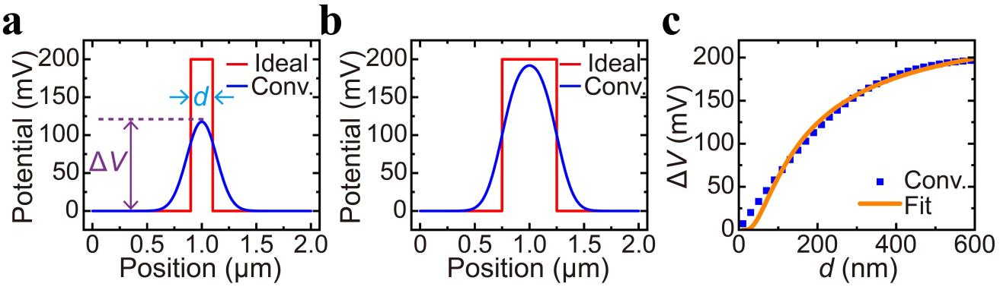 a
Potential (mV)
200
150
100
50
0
Ideal
Conv.
d
ΔV
0 0.5 1.0 1.5 2.0
Position (μm)
b
Potential (mV)
200
150
100
50
0
Ideal
Conv.
0 0.5 1.0 1.5 2.0
Position (μm)
c
ΔV (mV)
200
150
100
50
0
Conv.
Fit
0 200 400 600
d (nm)